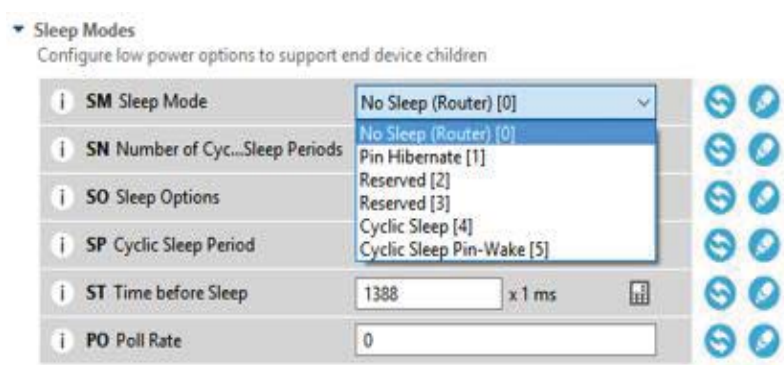 Sleep Modes
Configure low power options to support end device children
i SM Sleep Mode No Sleep (Router) [0]
No Sleep (Router) [0]
i SN Number of Cyc...Sleep Periods
Pin Hibernate [1]
Reserved [2]
i SO Sleep Options
Reserved [3]
Cyclic Sleep [4]
i SP Cyclic Sleep Period
Cyclic Sleep Pin-Wake [5]
i ST Time before Sleep 1388 x 1 ms
i PO Poll Rate 0